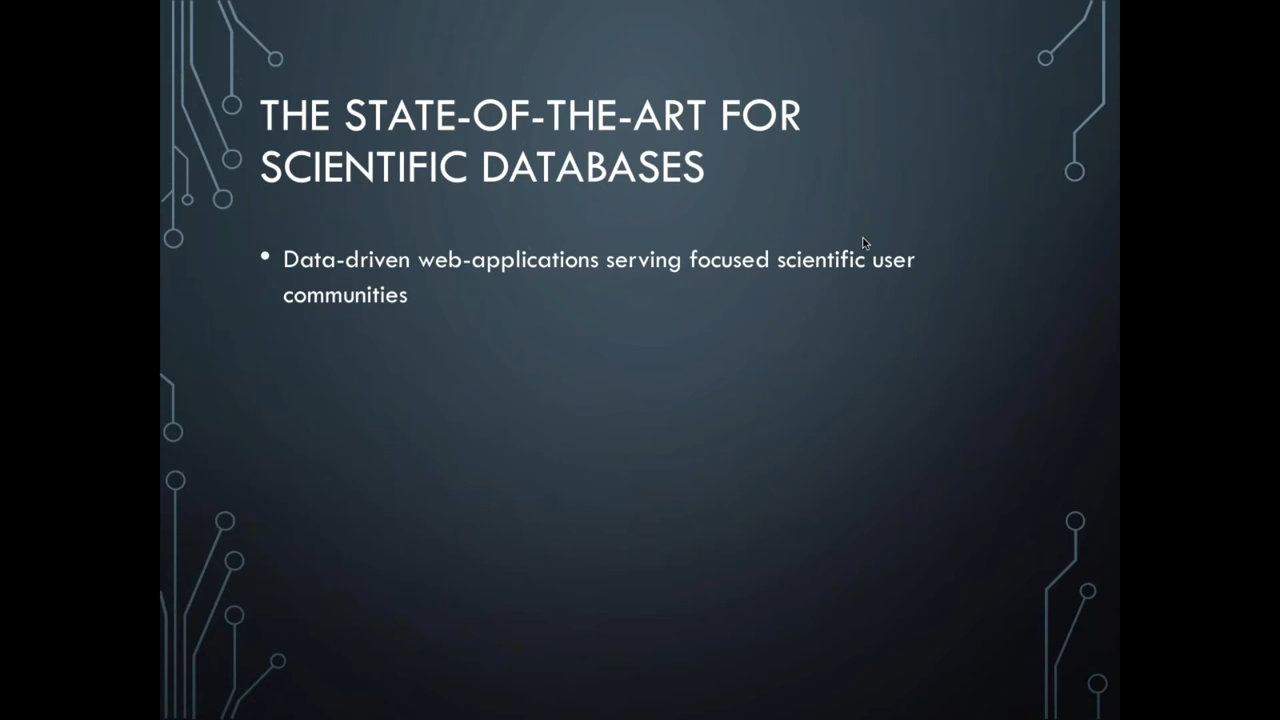 THE STATE-OF-THE-ART FOR
SCIENTIFIC DATABASES
• Data-driven web-applications serving focused scientific user
communities